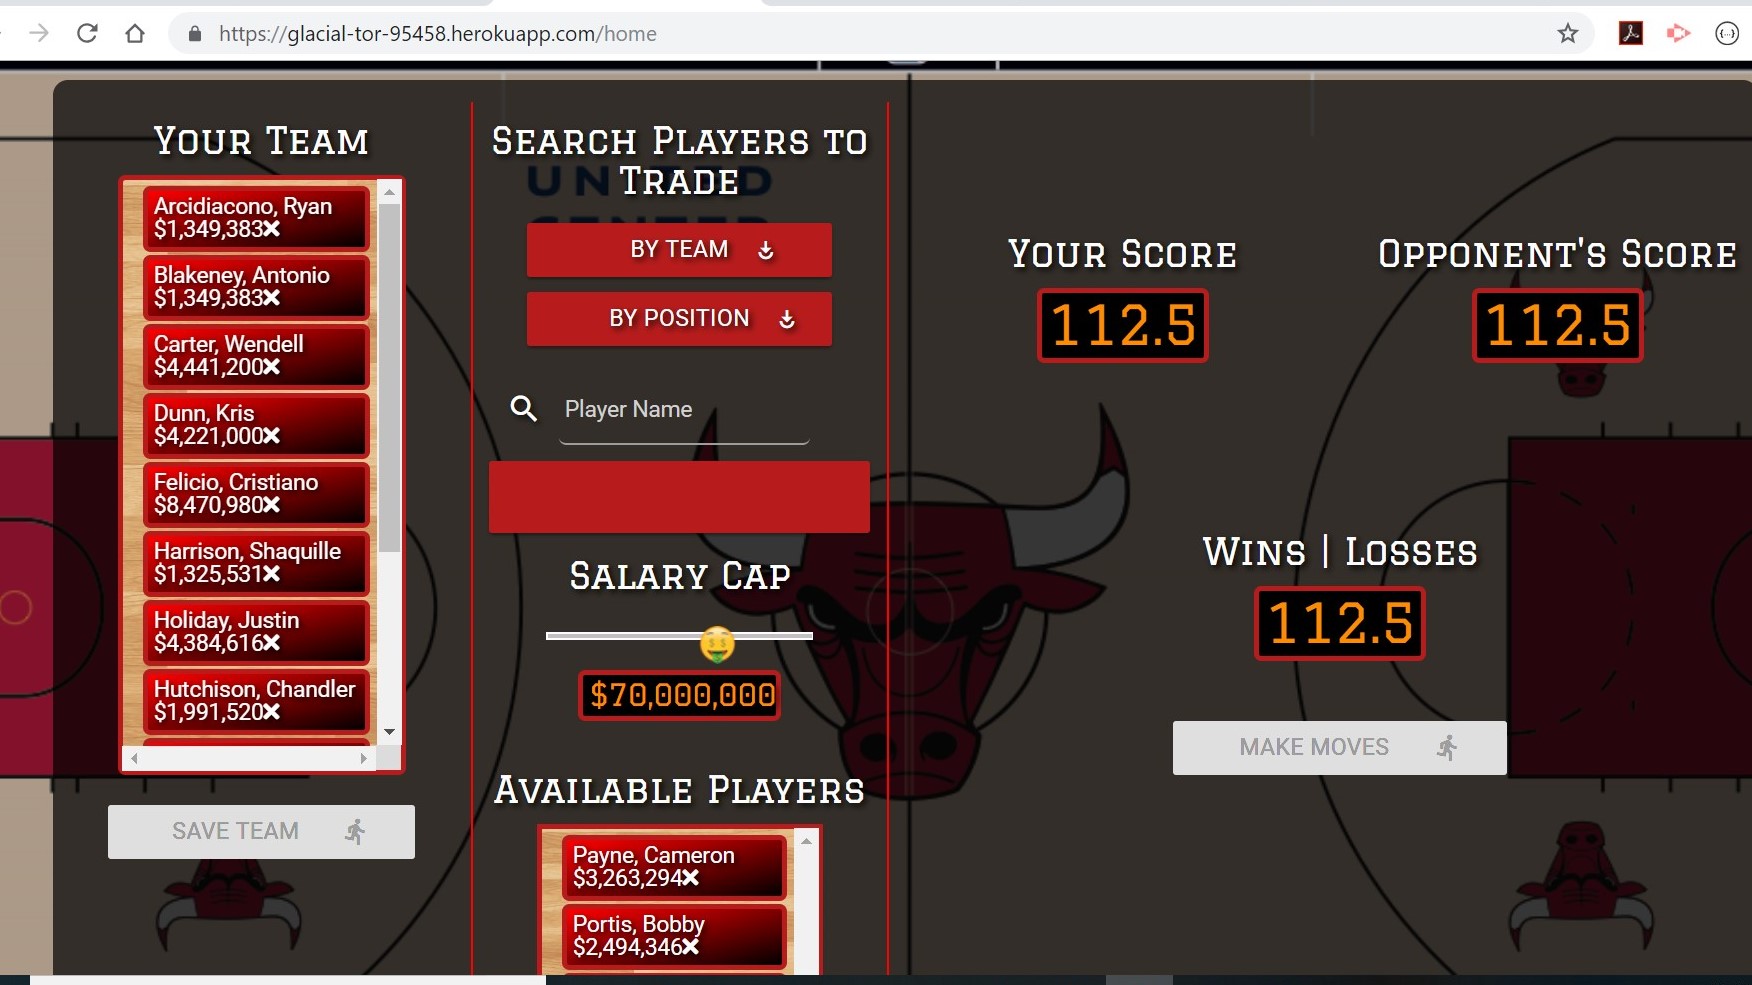 https://glacial-tor-95458.herokuapp.com/home
YOUR TEAM
Arcidiacono, Ryan
$1,349,383
Blakeney, Antonio
$1,349,383
Carter, Wendell
$4,441,200
Dunn, Kris
$4,221,000
Felicio, Cristiano
$8,470,980
Harrison, Shaquille
$1,325,531
Holiday, Justin
$4,384,616
Hutchison, Chandler
$1,991,520
SAVE TEAM
SEARCH PLAYERS TO
TRADE
UNITED
CENTER
BY TEAM
BY POSITION
Player Name
SALARY CAP
$70,000,000
AVAILABLE PLAYERS
Payne, Cameron
$3,263,294
Portis, Bobby
$2,494,346
YOUR SCORE
112.5
OPPONENT'S SCORE
112.5
WINS | LOSSES
112.5
MAKE MOVES